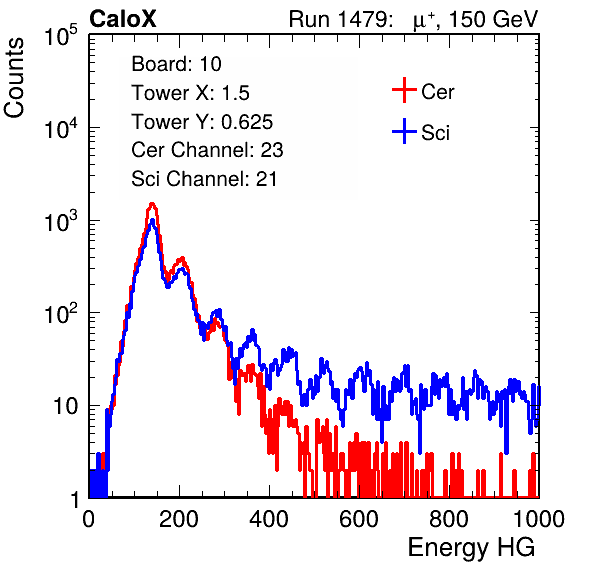 CaloX
Run 1479: μ⁺, 150 GeV
Board: 10
Tower X: 1.5
Tower Y: 0.625
Cer Channel: 23
Sci Channel: 21
Cer
Sci
Counts
10⁵
10⁴
10³
10²
10
1
0 200 400 600 800 1000
Energy HG